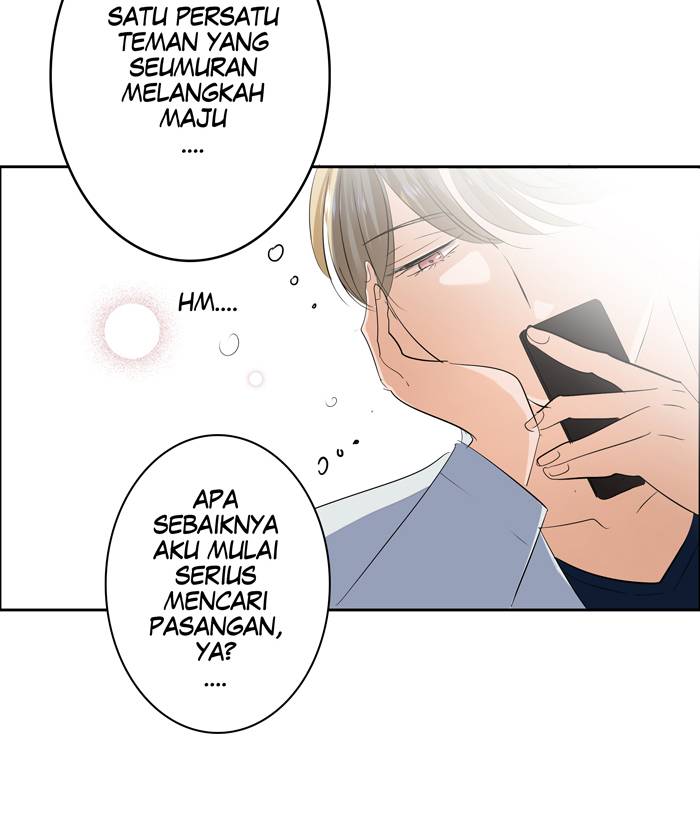 SATU PERSATU
TEMAN YANG
SEUMURAN
MELANGKAH
MAJU
....
HM....
APA
SEBAIKNYA
AKU MULAI
SERIUS
MENCARI
PASANGAN,
YA?
....